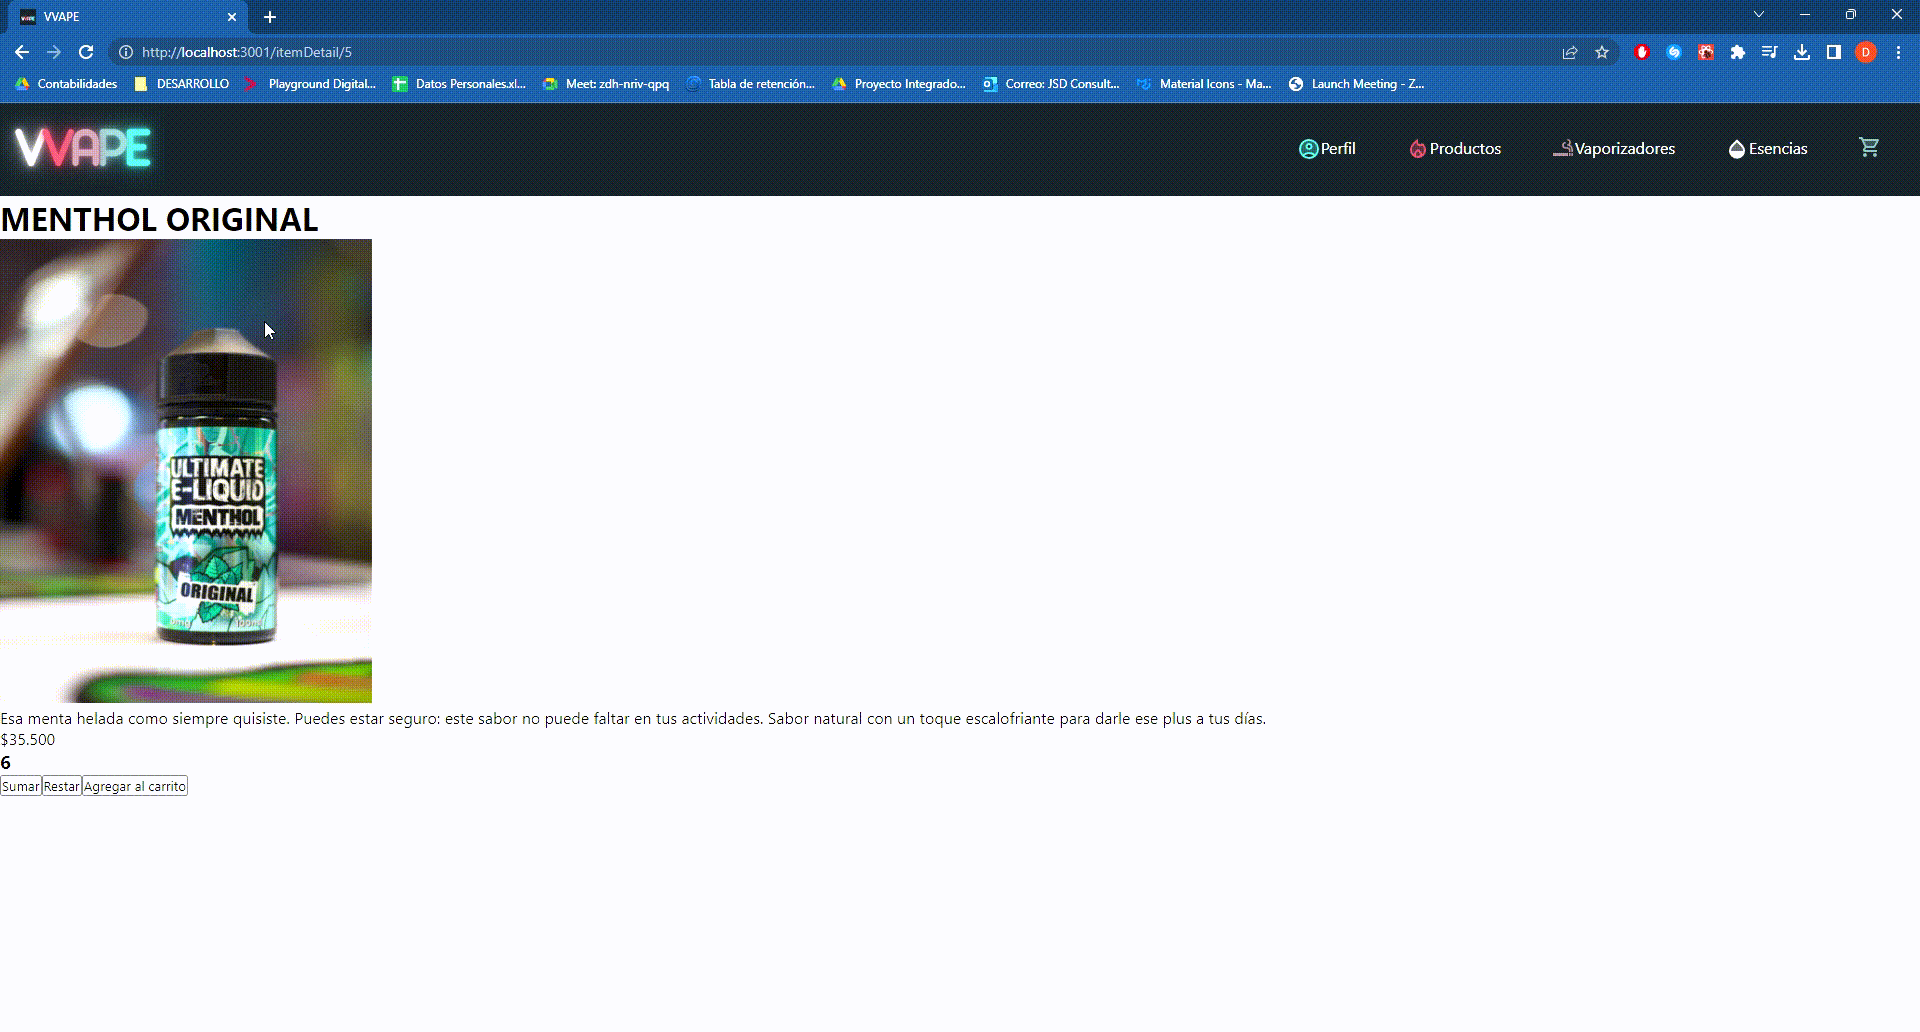 VVAPE
http://localhost:3001/itemDetail/5
D
Contabilidades DESARROLLO Playground Digital... Datos Personales.xl... Meet: zdh-nriv-qpq Tabla de retención... Proyecto Integrado... Correo: JSD Consult... Material Icons - Ma... Launch Meeting - Z...
VVAPE Perfil Productos Vaporizadores Esencias
MENTHOL ORIGINAL
ULTIMATE
E-LIQUID
MENTHOL
ORIGINAL
Esa menta helada como siempre quisiste. Puedes estar seguro: este sabor no puede faltar en tus actividades. Sabor natural con un toque escalofriante para darle ese plus a tus días.
$35.500
6
Sumar Restar Agregar al carrito